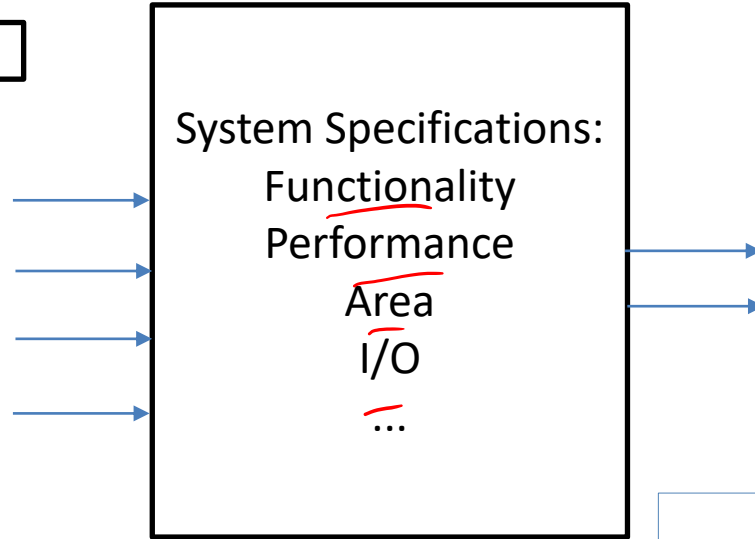 System Specifications:
Functionality
Performance
Area
I/O
...